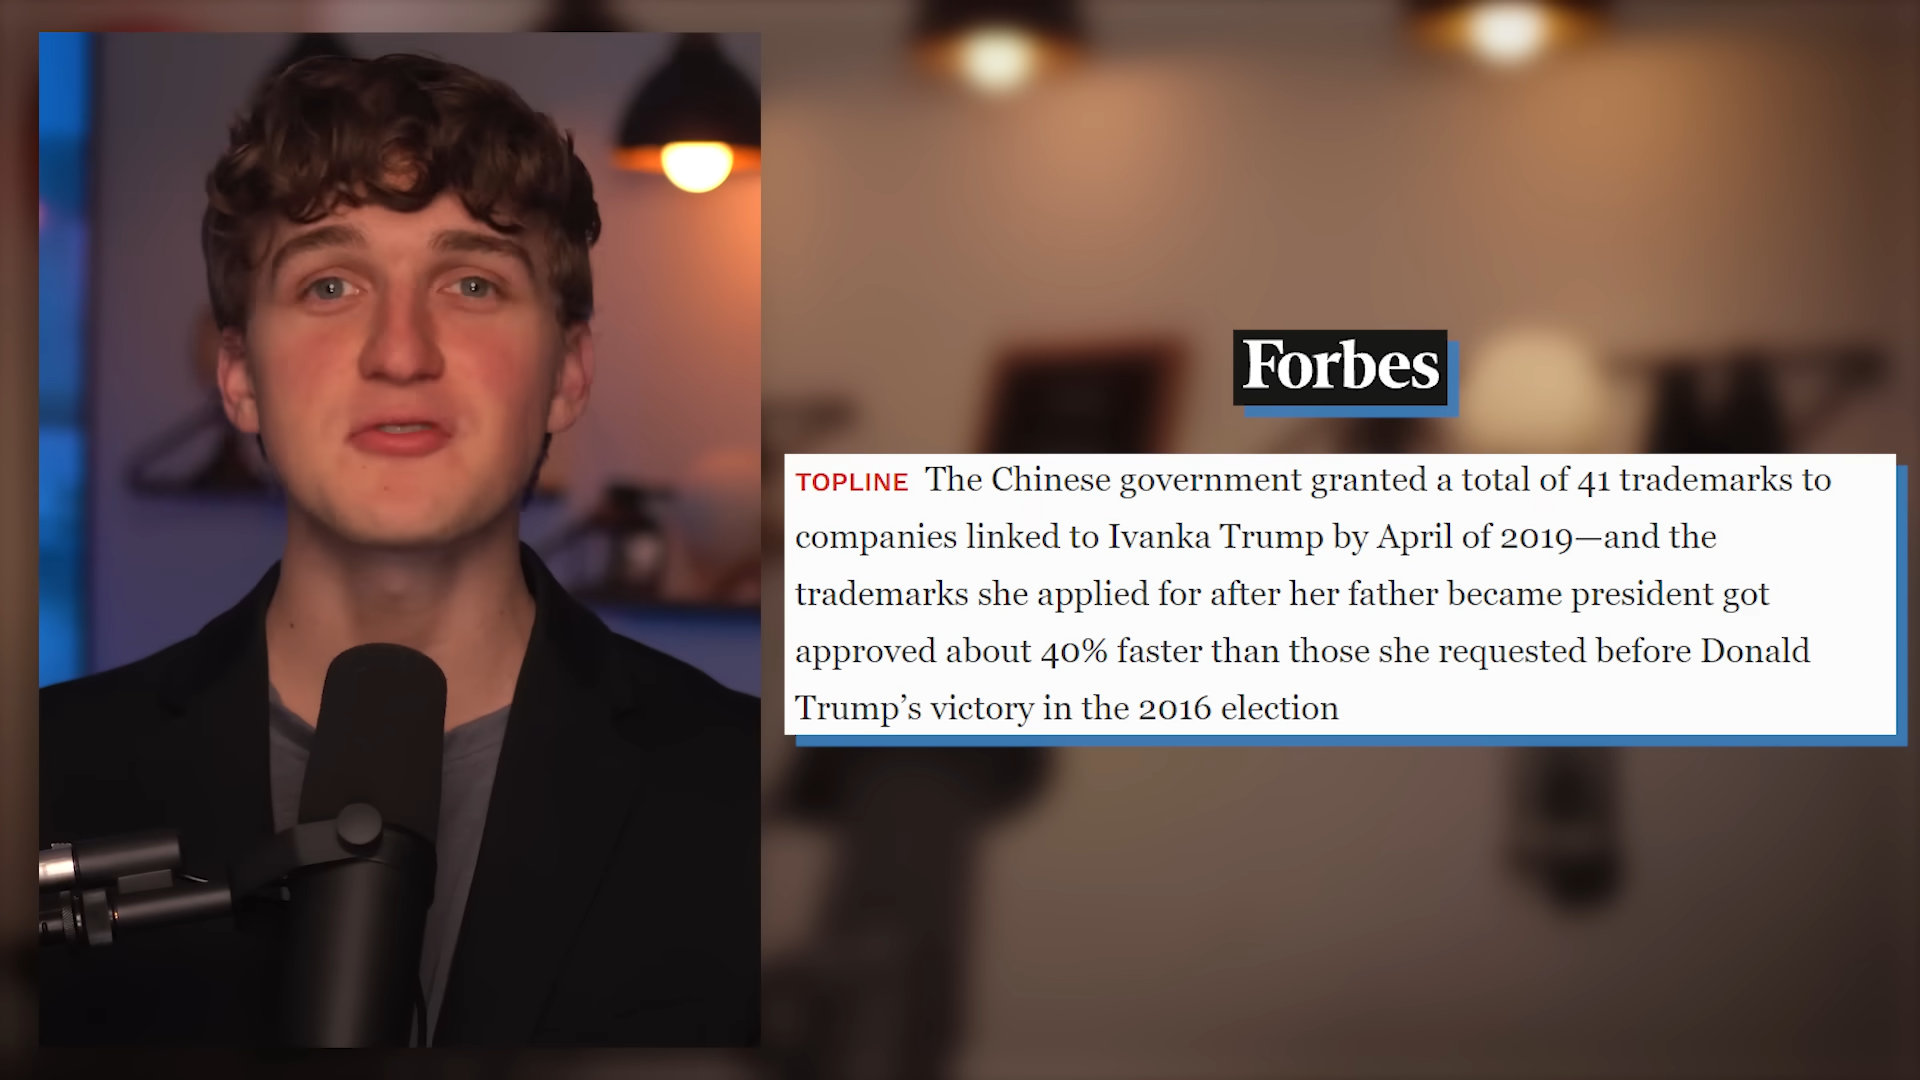 Forbes
TOPLINE The Chinese government granted a total of 41 trademarks to
companies linked to Ivanka Trump by April of 2019—and the
trademarks she applied for after her father became president got
approved about 40% faster than those she requested before Donald
Trump’s victory in the 2016 election